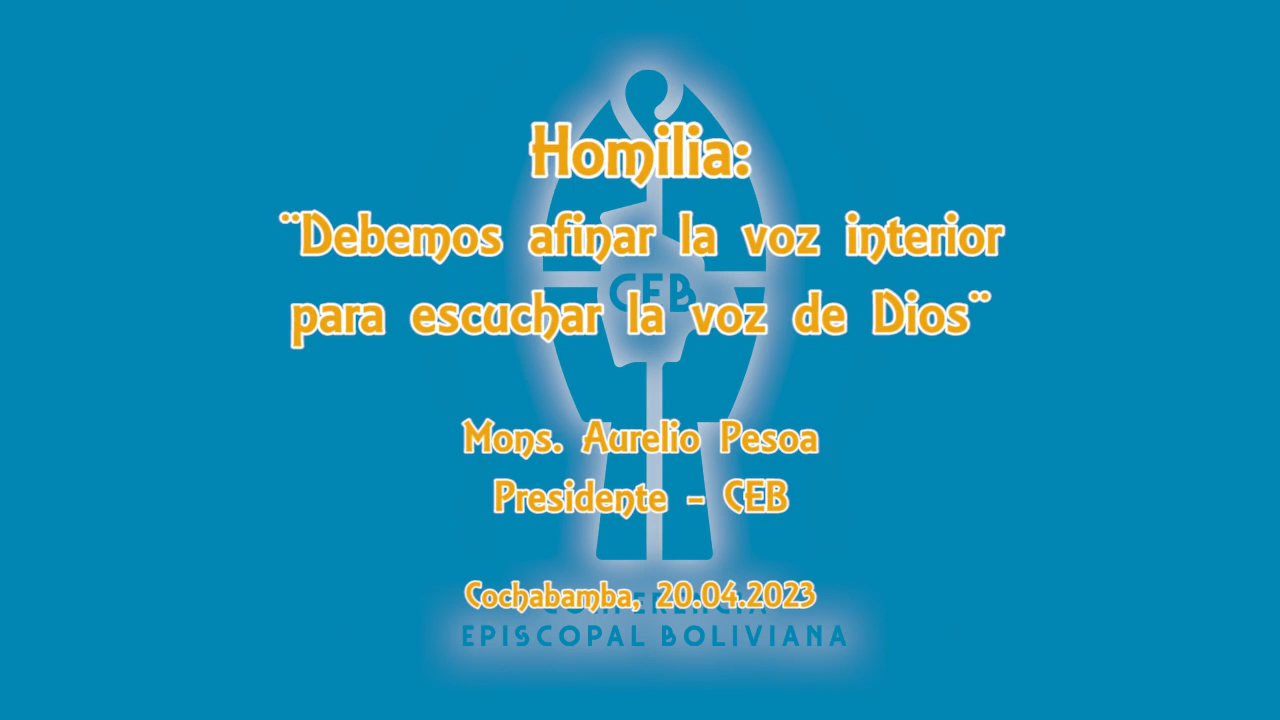 Homilia:
¨Debemos afinar la voz interior
para escuchar la voz de Dios¨
CEB
Mons. Aurelio Pesoa
Presidente - CEB
Cochabamba, 20.04.2023
CONFERENCIA
EPISCOPAL BOLIVIANA